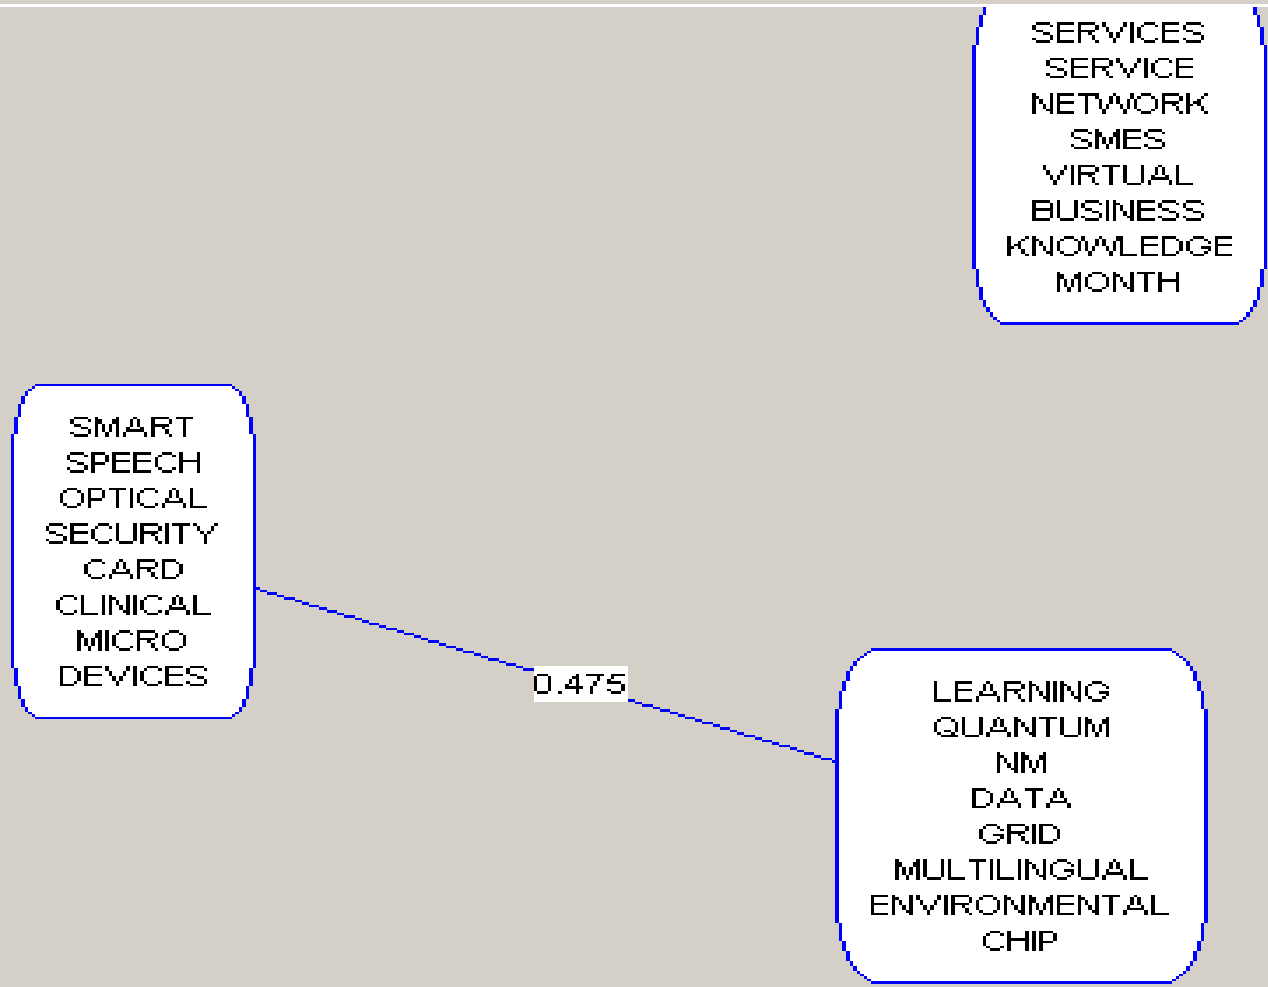 SERVICES
SERVICE
NETWORK
SMES
VIRTUAL
BUSINESS
KNOWLEDGE
MONTH
SMART
SPEECH
OPTICAL
SECURITY
CARD
CLINICAL
MICRO
DEVICES
0.475
LEARNING
QUANTUM
NM
DATA
GRID
MULTILINGUAL
ENVIRONMENTAL
CHIP